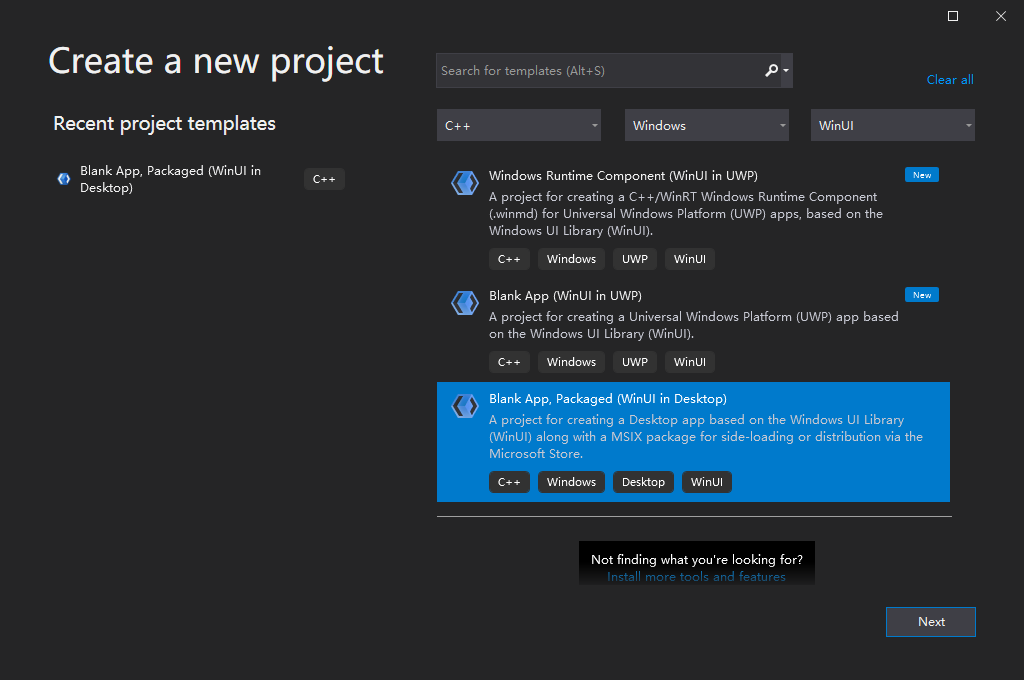 Create a new project
Recent project templates
Blank App, Packaged (WinUI in
Desktop)
C++
Search for templates (Alt+S)
Clear all
C++
Windows
WinUI
Windows Runtime Component (WinUI in UWP)
New
A project for creating a C++/WinRT Windows Runtime Component
(.winmd) for Universal Windows Platform (UWP) apps, based on the
Windows UI Library (WinUI).
C++ Windows UWP WinUI
Blank App (WinUI in UWP)
New
A project for creating a Universal Windows Platform (UWP) app based
on the Windows UI Library (WinUI).
C++ Windows UWP WinUI
Blank App, Packaged (WinUI in Desktop)
A project for creating a Desktop app based on the Windows UI Library
(WinUI) along with a MSIX package for side-loading or distribution via the
Microsoft Store.
C++ Windows Desktop WinUI
Not finding what you're looking for?
Install more tools and features
Next